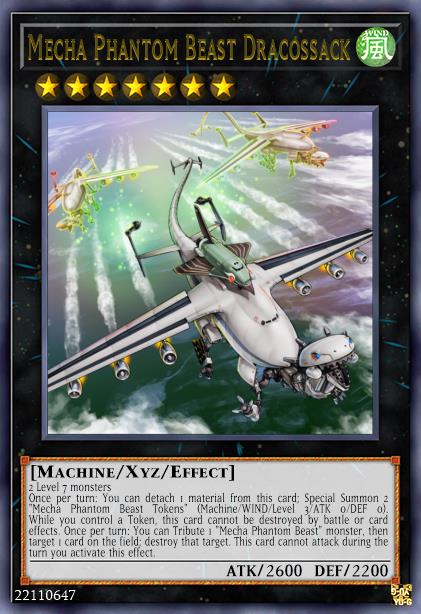 MECHA PHANTOM BEAST DRACOSSACK
WIND
風
[MACHINE/XYZ/EFFECT]
2 Level 7 monsters
Once per turn: You can detach 1 material from this card; Special Summon 2
"Mecha Phantom Beast Tokens" (Machine/WIND/Level 3/ATK 0/DEF 0).
While you control a Token, this card cannot be destroyed by battle or card
effects. Once per turn: You can Tribute 1 "Mecha Phantom Beast" monster, then
target 1 card on the field; destroy that target. This card cannot attack during the
turn you activate this effect.
ATK/2600 DEF/2200
22110647